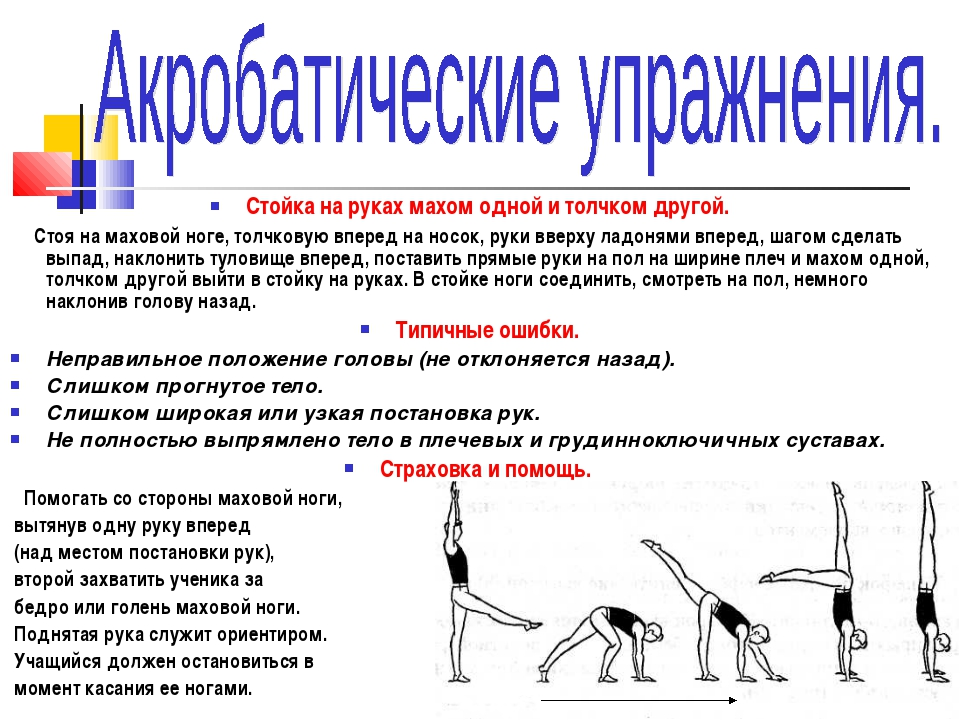 Акробатические упражнения.
Стойка на руках махом одной и толчком другой.
Стоя на маховой ноге, толчковую вперед на носок, руки вверху ладонями вперед, шагом сделать
выпад, наклонить туловище вперед, поставить прямые руки на пол на ширине плеч и махом одной,
толчком другой выйти в стойку на руках. В стойке ноги соединить, смотреть на пол, немного
наклонив голову назад.
Типичные ошибки.
Неправильное положение головы (не отклоняется назад).
Слишком прогнутое тело.
Слишком широкая или узкая постановка рук.
Не полностью выпрямлено тело в плечевых и грудинноключичных суставах.
Страховка и помощь.
Помогать со стороны маховой ноги,
вытянув одну руку вперед
(над местом постановки рук),
второй захватить ученика за
бедро или голень маховой ноги.
Поднятая рука служит ориентиром.
Учащийся должен остановиться в
момент касания ее ногами.